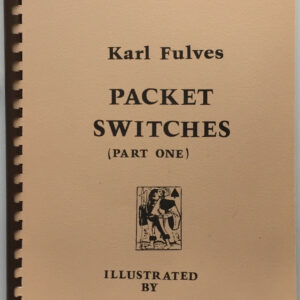 Karl Fulves
PACKET
SWITCHES
(PART ONE)
ILLUSTRATED
BY